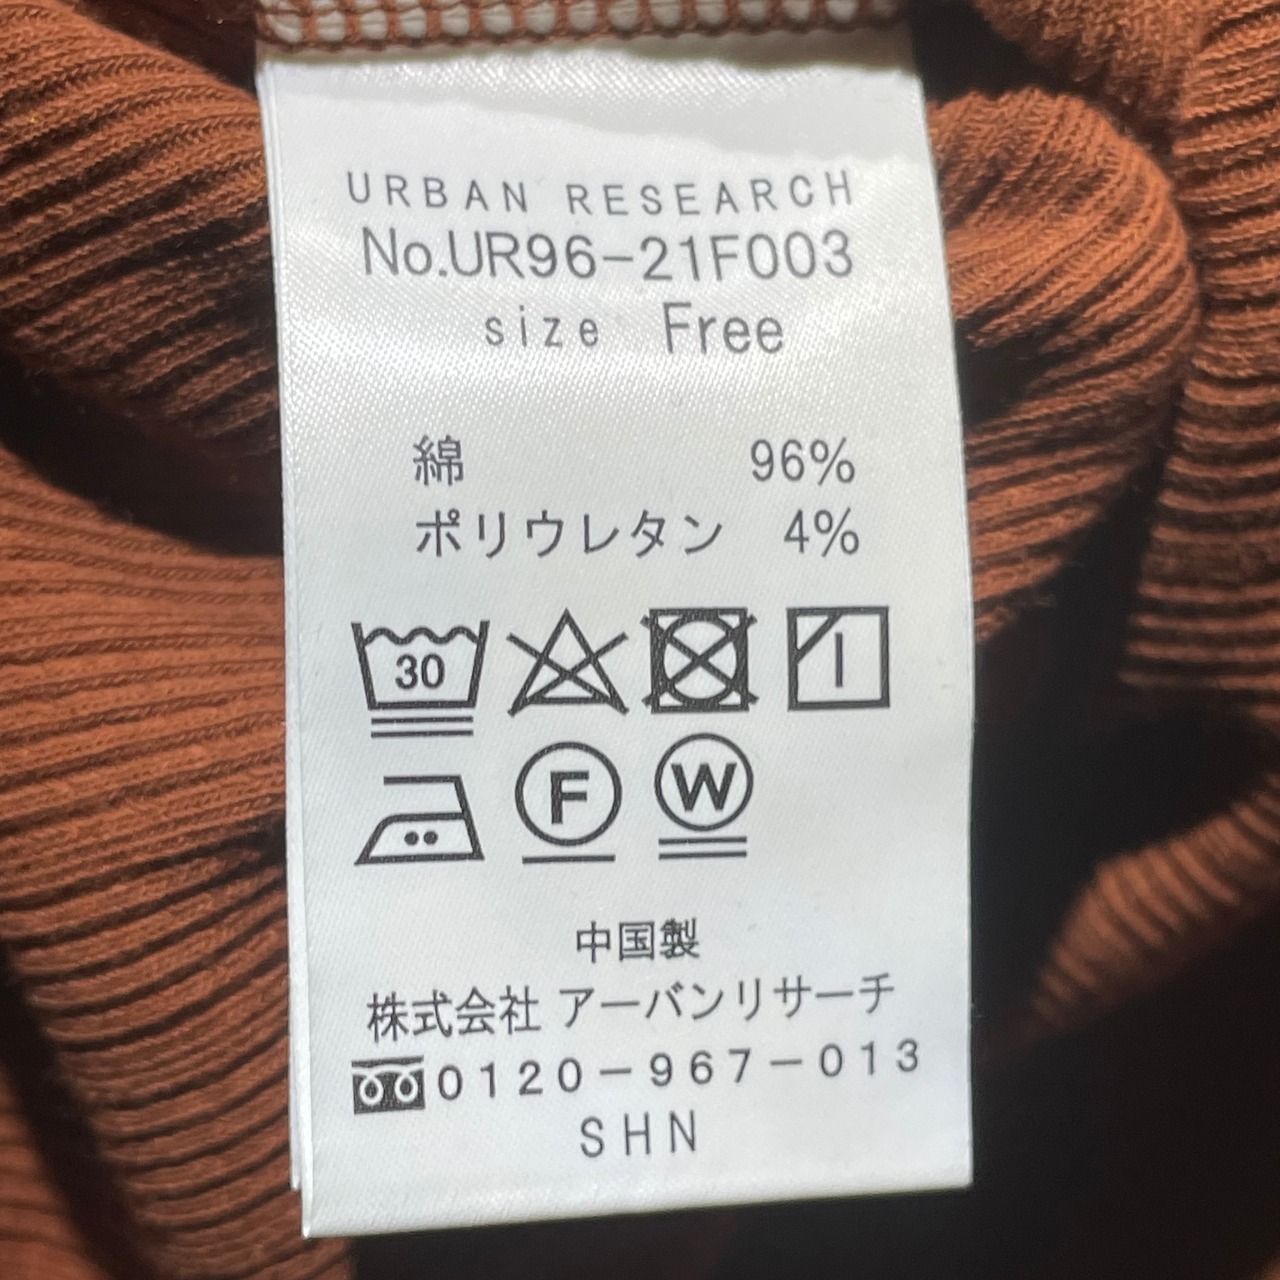 URBAN RESEARCH
No.UR96-21F003
size Free
綿 96%
ポリウレタン 4%
30
F W
中国製
株式会社 アーバンリサーチ
0120-967-013
SHN